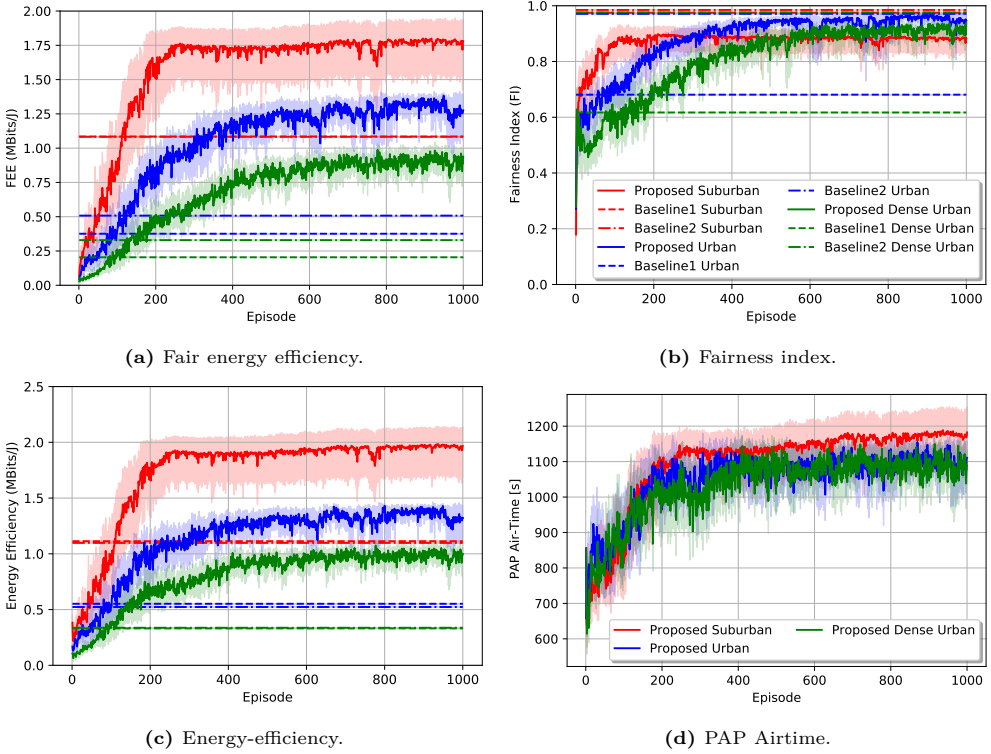 FEE (MBits/J)
1.75
1.50
1.25
1.00
0.75
0.50
0.25
0.00
0 200 400 600 800 1000
Episode
(a) Fair energy efficiency.
Fairness Index (FI)
1.0
0.8
0.6
0.4
0.2
0.0
Proposed Suburban
Baseline1 Suburban
Baseline2 Suburban
Proposed Urban
Baseline1 Urban
Baseline2 Urban
Proposed Dense Urban
Baseline1 Dense Urban
Baseline2 Dense Urban
0 200 400 600 800 1000
Episode
(b) Fairness index.
Energy Efficiency (MBits/J)
2.5
2.0
1.5
1.0
0.5
0.0
0 200 400 600 800 1000
Episode
(c) Energy-efficiency.
PAP Air-Time [s]
1200
1100
1000
900
800
700
600
Proposed Suburban
Proposed Urban
Proposed Dense Urban
0 200 400 600 800 1000
Episode
(d) PAP Airtime.